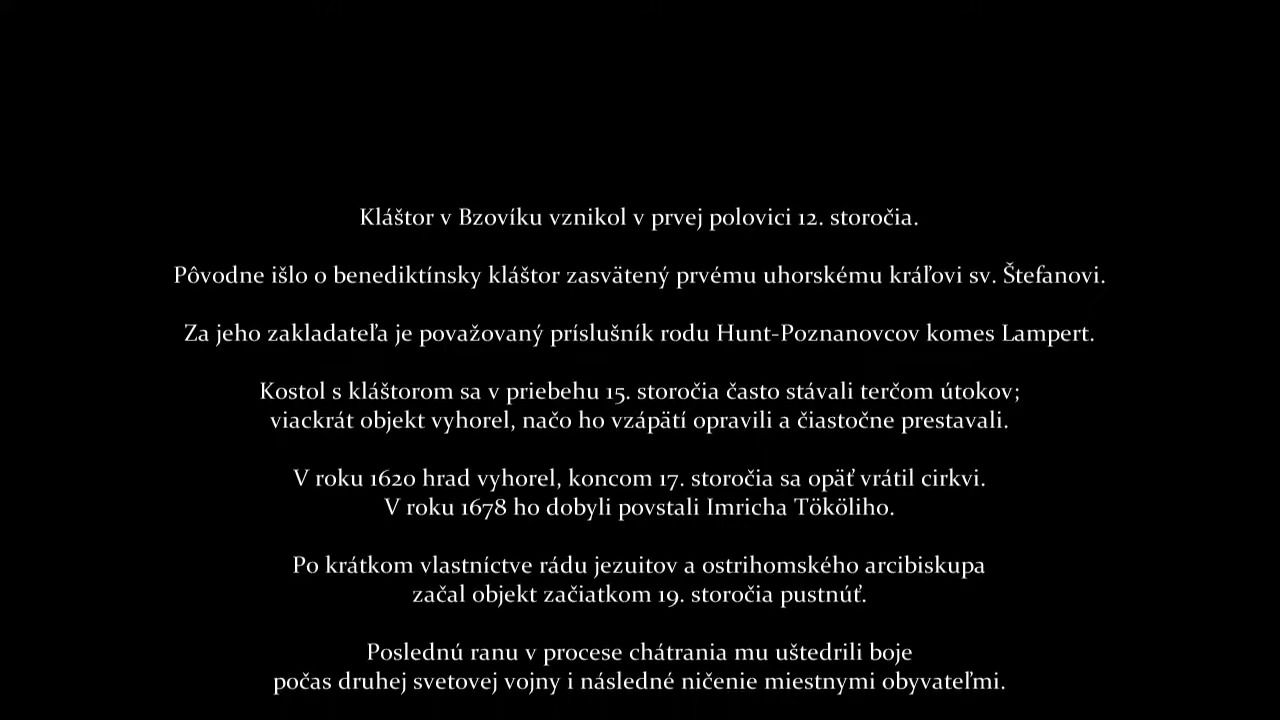 Kláštor v Bzovíku vznikol v prvej polovici 12. storočia.
Pôvodne išlo o benediktínsky kláštor zasvätený prvému uhorskému kráľovi sv. Štefanovi.
Za jeho zakladateľa je považovaný príslušník rodu Hunt-Poznanovcov komes Lampert.
Kostol s kláštorom sa v priebehu 15. storočia často stávali terčom útokov;
viackrát objekt vyhorel, načo ho vzápätí opravili a čiastočne prestavali.
V roku 1620 hrad vyhorel, koncom 17. storočia sa opäť vrátil cirkvi.
V roku 1678 ho dobyli povstali Imricha Tököliho.
Po krátkom vlastníctve rádu jezuitov a ostrihomského arcibiskupa
začal objekt začiatkom 19. storočia pustnúť.
Poslednú ranu v procese chátrania mu uštedrili boje
počas druhej svetovej vojny i následné ničenie miestnymi obyvateľmi.